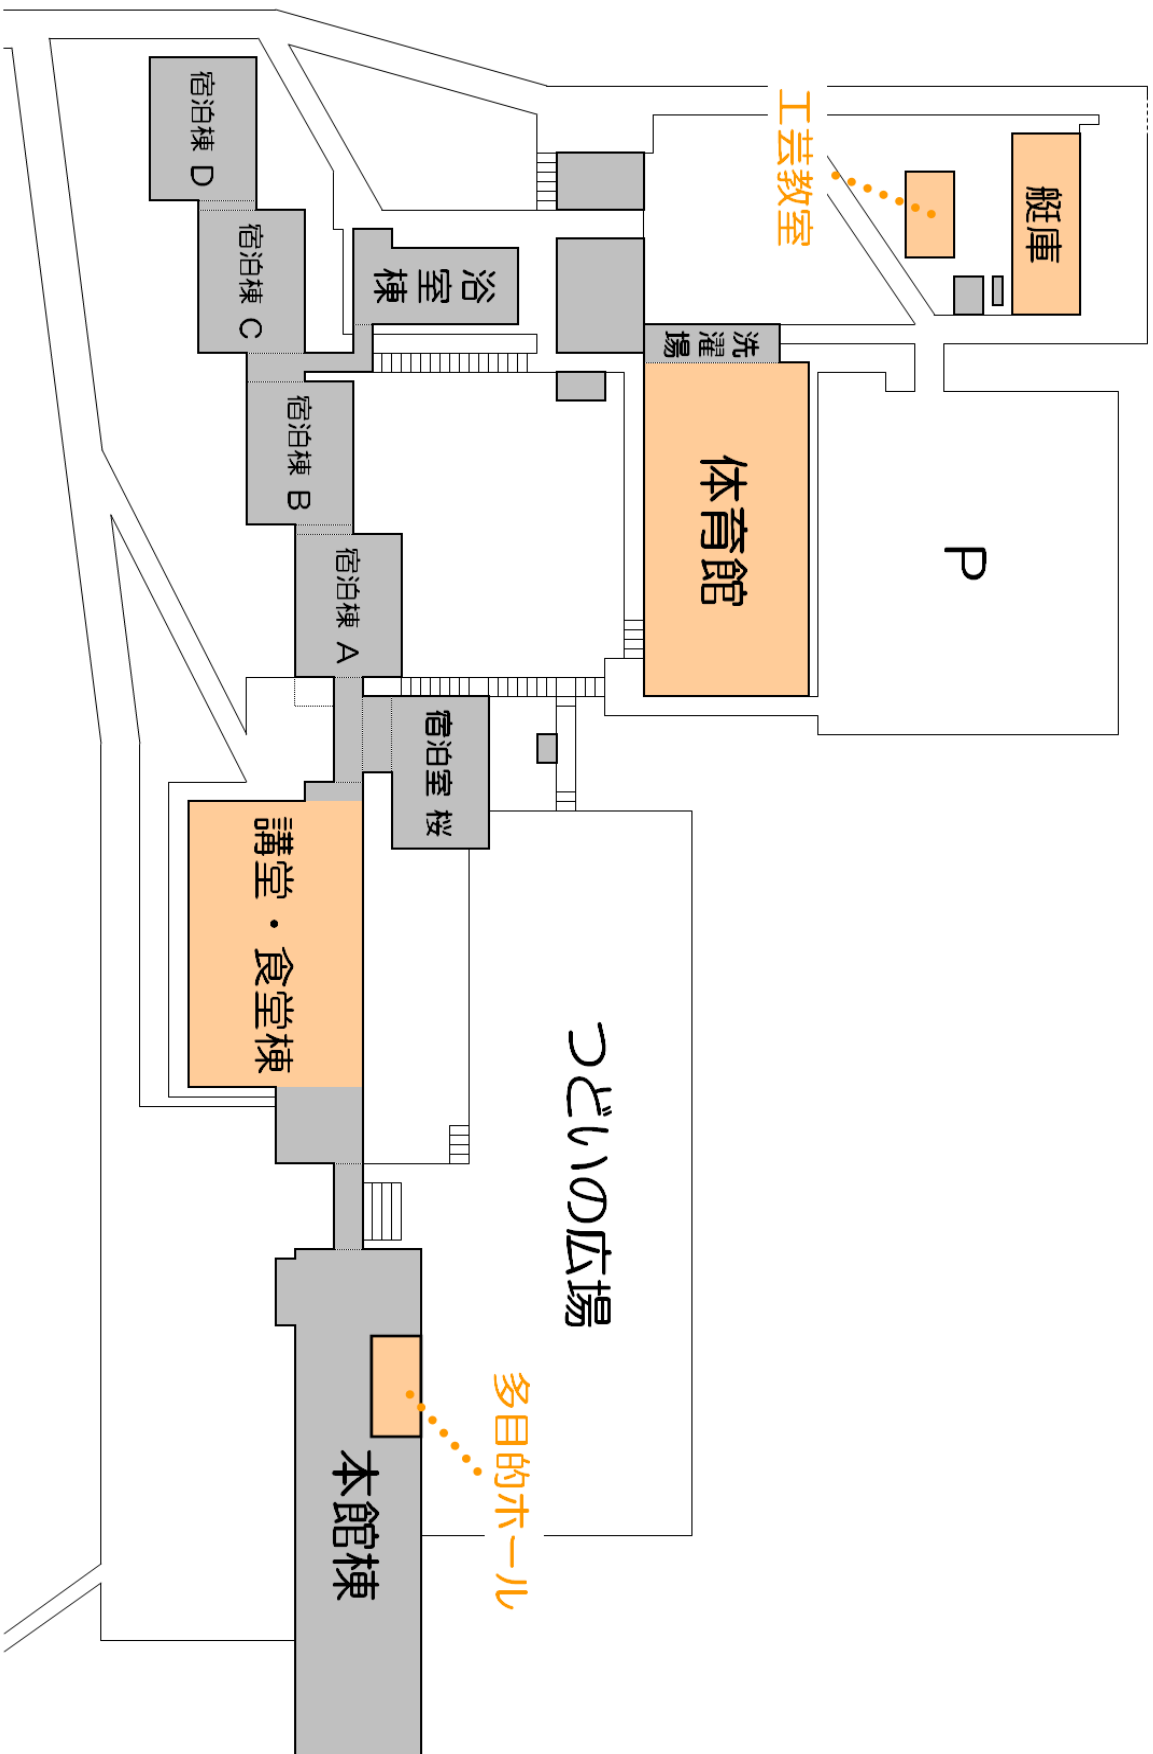 艇庫
工芸教室
P
洗濯場
体育館
浴室棟
宿泊棟 D
宿泊棟 C
宿泊棟 B
宿泊棟 A
宿泊室 桜
講堂・食堂棟
つどいの広場
多目的ホール
本館棟